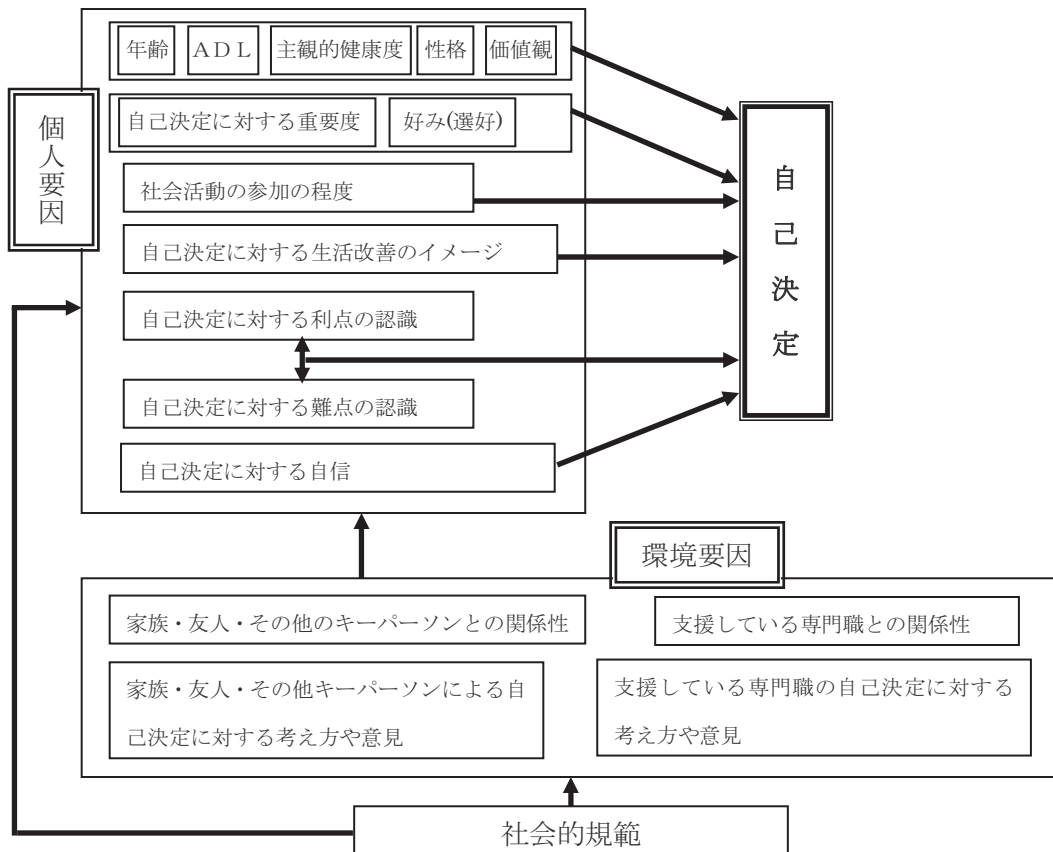 年齢
ＡＤＬ
主観的健康度
性格
価値観
個人要因
自己決定に対する重要度
好み(選好)
社会活動の参加の程度
自己決定に対する生活改善のイメージ
自己決定に対する利点の認識
自己決定に対する難点の認識
自己決定に対する自信
自己決定
環境要因
家族・友人・その他のキーパーソンとの関係性
支援している専門職との関係性
家族・友人・その他キーパーソンによる自
己決定に対する考え方や意見
支援している専門職の自己決定に対する
考え方や意見
社会的規範